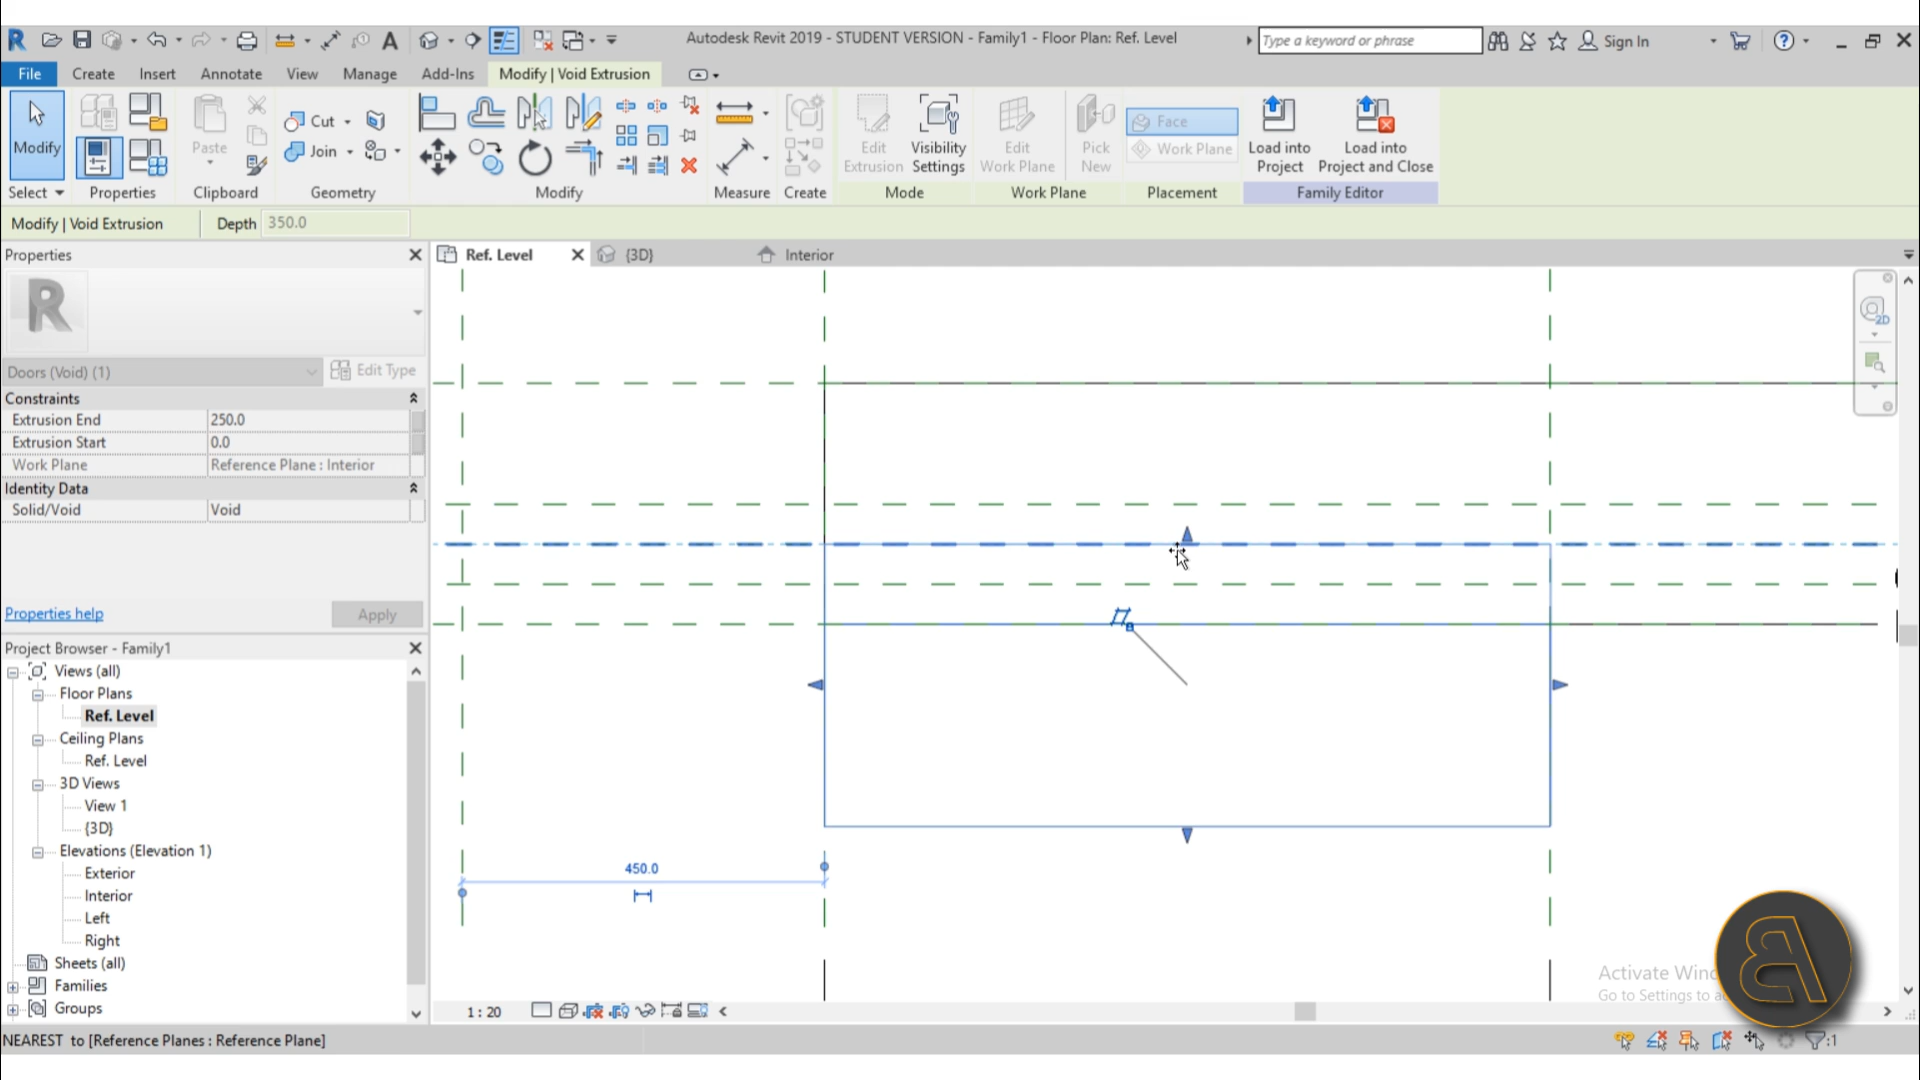 Autodesk Revit 2019 - STUDENT VERSION - Family1 - Floor Plan: Ref. Level
Type a keyword or phrase
Sign In
File Create Insert Annotate View Manage Add-Ins Modify | Void Extrusion
Modify
Paste
Cut
Join
Edit Extrusion
Visibility Settings
Edit Work Plane
Pick New
Face
Work Plane
Load into Project
Load into Project and Close
Select Properties Clipboard Geometry Modify Measure Create Mode Work Plane Placement Family Editor
Modify | Void Extrusion Depth 350.0
Properties
Ref. Level {3D} Interior
R
2D
Doors (Void) (1) Edit Type
Constraints
Extrusion End 250.0
Extrusion Start 0.0
Work Plane Reference Plane : Interior
Identity Data
Solid/Void Void
Properties help Apply
Project Browser - Family1
Views (all)
Floor Plans
Ref. Level
Ceiling Plans
Ref. Level
3D Views
View 1
{3D}
Elevations (Elevation 1)
Exterior
Interior
Left
Right
Sheets (all)
Families
Groups
450.0
Go to Settings to a
1 : 20
NEAREST to [Reference Planes : Reference Plane]
:1